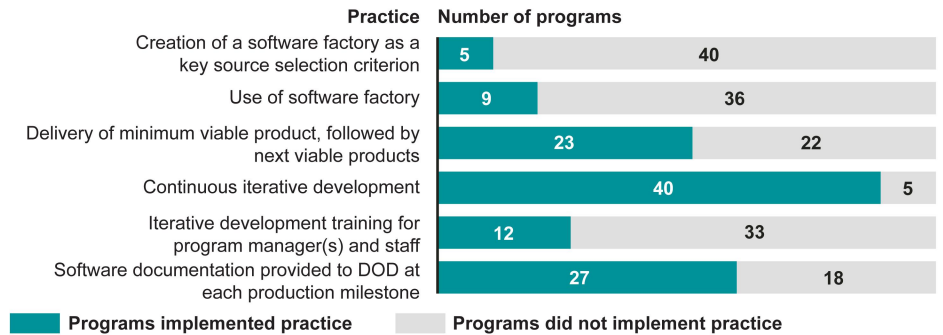 Practice Number of programs
Creation of a software factory as a
key source selection criterion
5 40
Use of software factory
9 36
Delivery of minimum viable product, followed by
next viable products
23 22
Continuous iterative development
40 5
Iterative development training for
program manager(s) and staff
12 33
Software documentation provided to DOD at
each production milestone
27 18
Programs implemented practice Programs did not implement practice